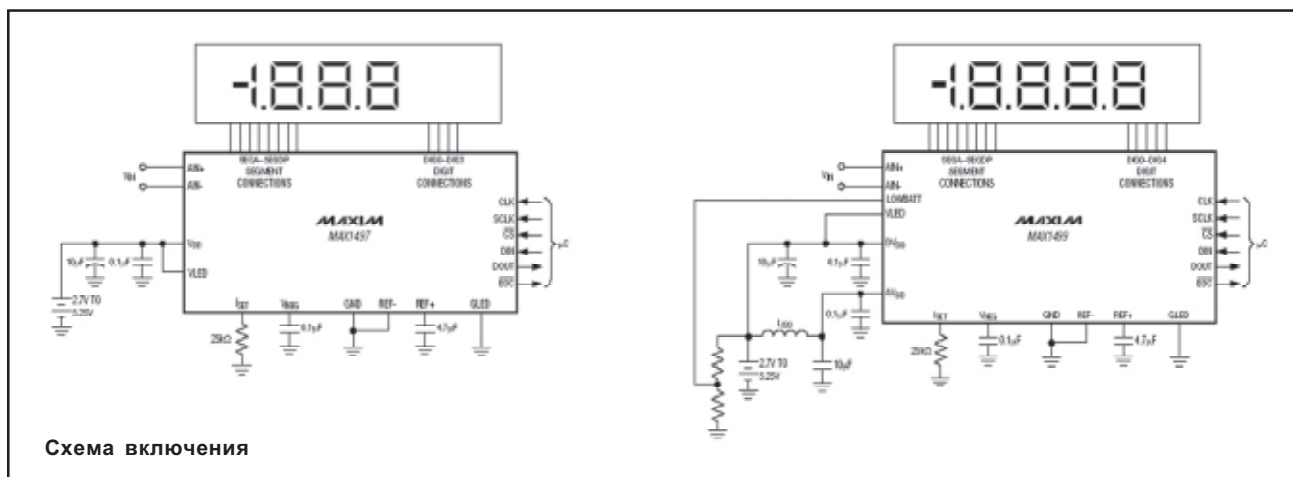 -1.8.8.8
SEGA–SEGDP
SEGMENT
CONNECTIONS
DIG0–DIG3
DIGIT
CONNECTIONS
VIN
AIN+
AIN-
MAXIM
MAX1497
CLK
SCLK
CS
DIN
DOUT
EOC
µC
VDD
VLED
10µF
0.1µF
2.7V TO
5.25V
ISET
VNEG
GND
REF-
REF+
GLED
25kΩ
0.1µF
4.7µF
-1.8.8.8.8
SEGA–SEGDP
SEGMENT
CONNECTIONS
DIG0–DIG4
DIGIT
CONNECTIONS
VIN
AIN+
AIN-
LOWBATT
VLED
MAXIM
MAX1499
CLK
SCLK
CS
DIN
DOUT
EOC
µC
DVDD
AVDD
10µF
0.1µF
0.1µF
2.7V TO
5.25V
10µF
ISET
VNEG
GND
REF-
REF+
GLED
25kΩ
0.1µF
4.7µF
Схема включения